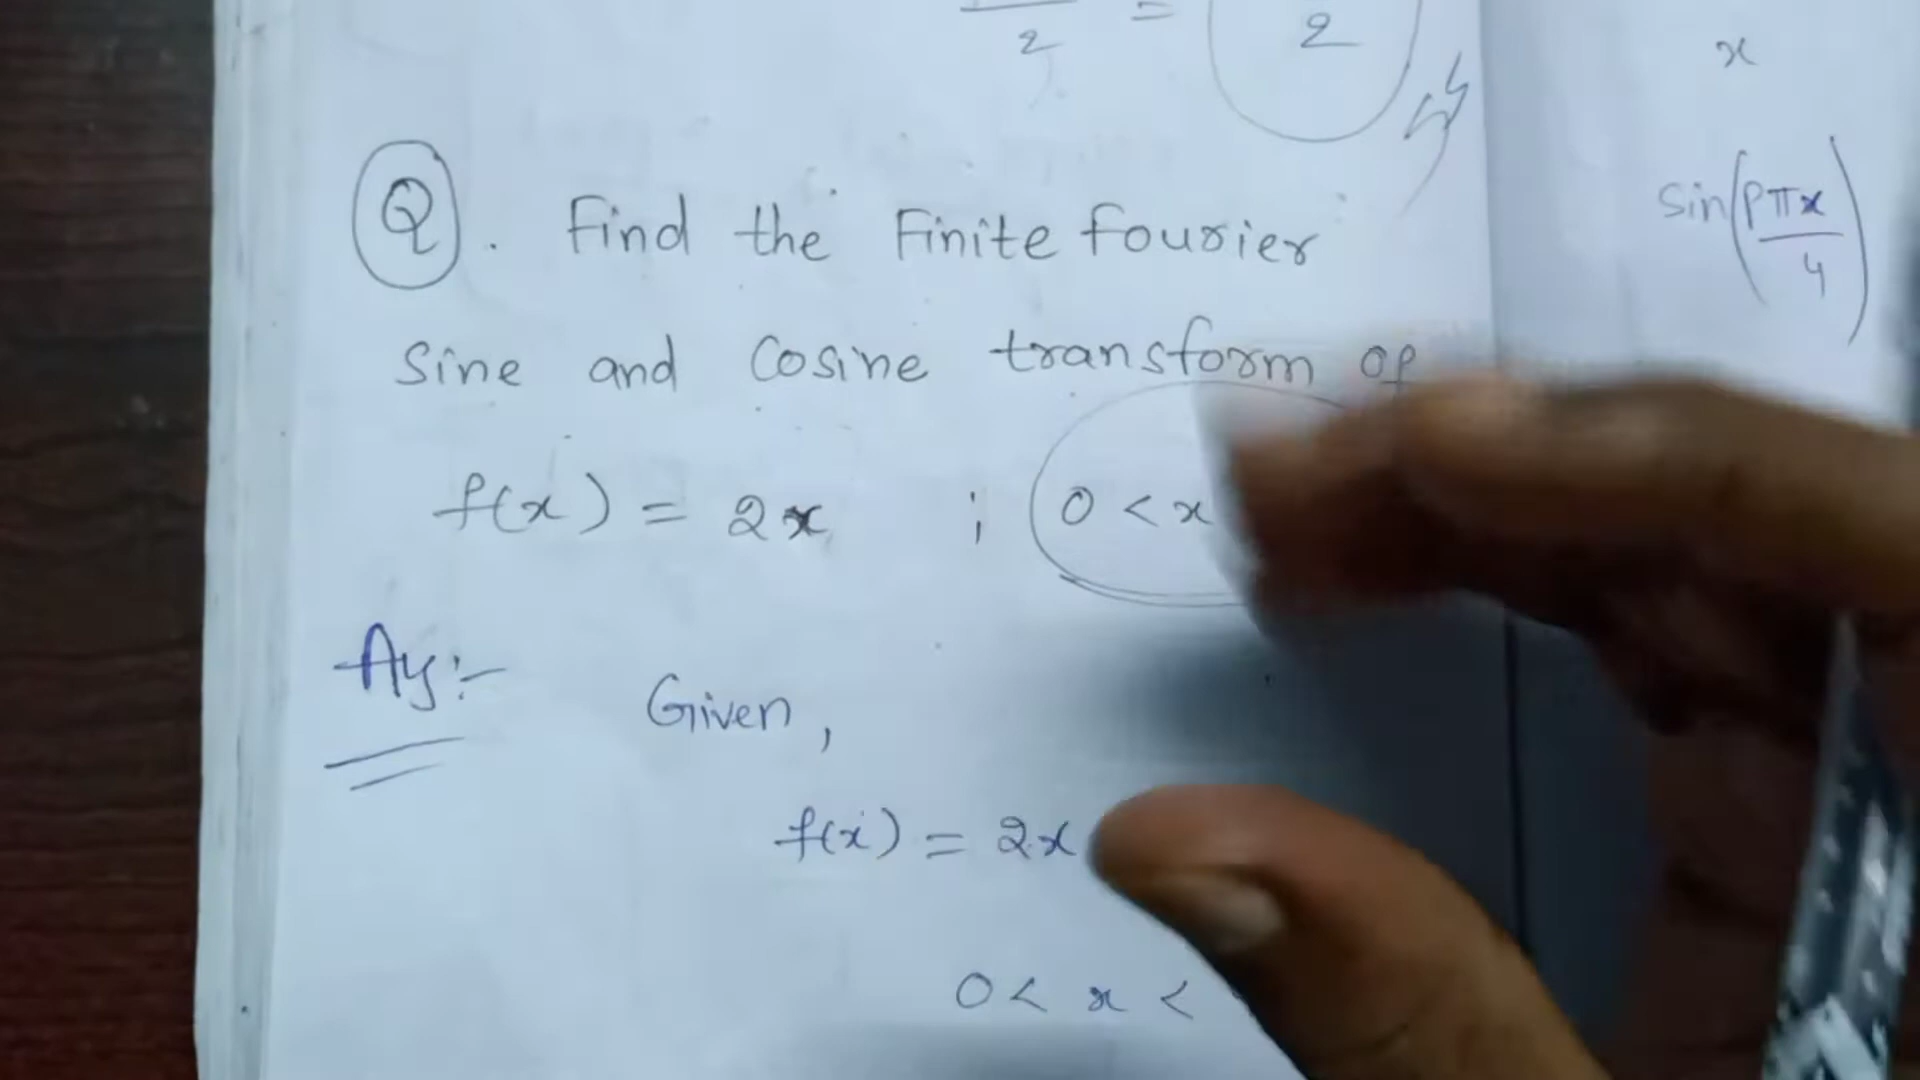 2 = 2
Q. Find the Finite Fourier
Sine and Cosine transform of
f(x) = 2x ; 0 < x
Given,
f(x) = 2x
0 < x <
x
sin(pπx/4)